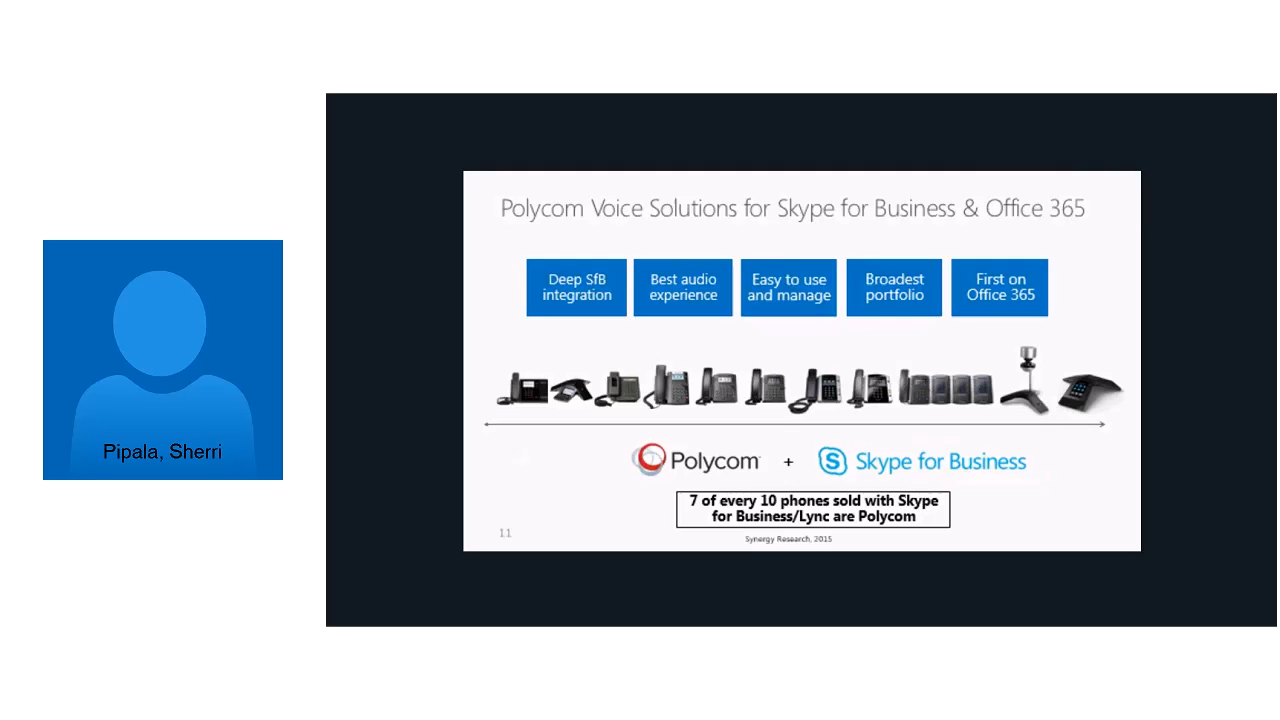 Pipala, Sherri
Polycom Voice Solutions for Skype for Business & Office 365
Deep SfB
integration
Best audio
experience
Easy to use
and manage
Broadest
portfolio
First on
Office 365
Polycom + Skype for Business
7 of every 10 phones sold with Skype
for Business/Lync are Polycom
11
Synergy Research, 2015